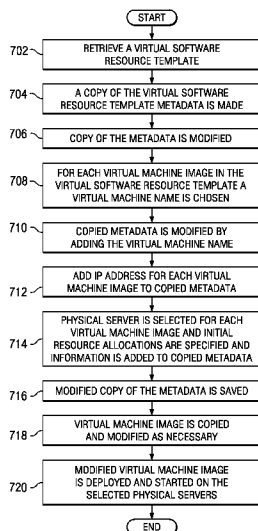 START
702
RETRIEVE A VIRTUAL SOFTWARE
RESOURCE TEMPLATE
704
A COPY OF THE VIRTUAL SOFTWARE
RESOURCE TEMPLATE METADATA IS MADE
706
COPY OF THE METADATA IS MODIFIED
708
FOR EACH VIRTUAL MACHINE IMAGE IN THE
VIRTUAL SOFTWARE RESOURCE TEMPLATE A
VIRTUAL MACHINE NAME IS CHOSEN
710
COPIED METADATA IS MODIFIED BY
ADDING THE VIRTUAL MACHINE NAME
712
ADD IP ADDRESS FOR EACH VIRTUAL
MACHINE IMAGE TO COPIED METADATA
714
PHYSICAL SERVER IS SELECTED FOR EACH
VIRTUAL MACHINE IMAGE AND INITIAL
RESOURCE ALLOCATIONS ARE SPECIFIED AND
INFORMATION IS ADDED TO COPIED METADATA
716
MODIFIED COPY OF THE METADATA IS SAVED
718
VIRTUAL MACHINE IMAGE IS COPIED
AND MODIFIED AS NECESSARY
720
MODIFIED VIRTUAL MACHINE IMAGE
IS DEPLOYED AND STARTED ON THE
SELECTED PHYSICAL SERVERS
END